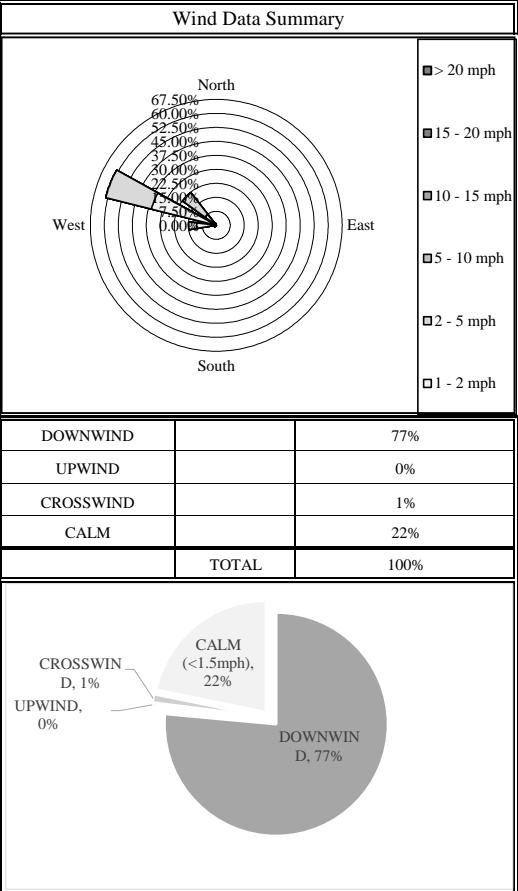 Wind Data Summary
North
67.50%
60.00%
52.50%
45.00%
37.50%
30.00%
22.50%
15.00%
7.50%
0.00%
West
East
South
> 20 mph
15 - 20 mph
10 - 15 mph
5 - 10 mph
2 - 5 mph
1 - 2 mph
DOWNWIND 77%
UPWIND 0%
CROSSWIND 1%
CALM 22%
TOTAL 100%
CALM
(<1.5mph),
22%
CROSSWIN
D, 1%
UPWIND,
0%
DOWNWIN
D, 77%